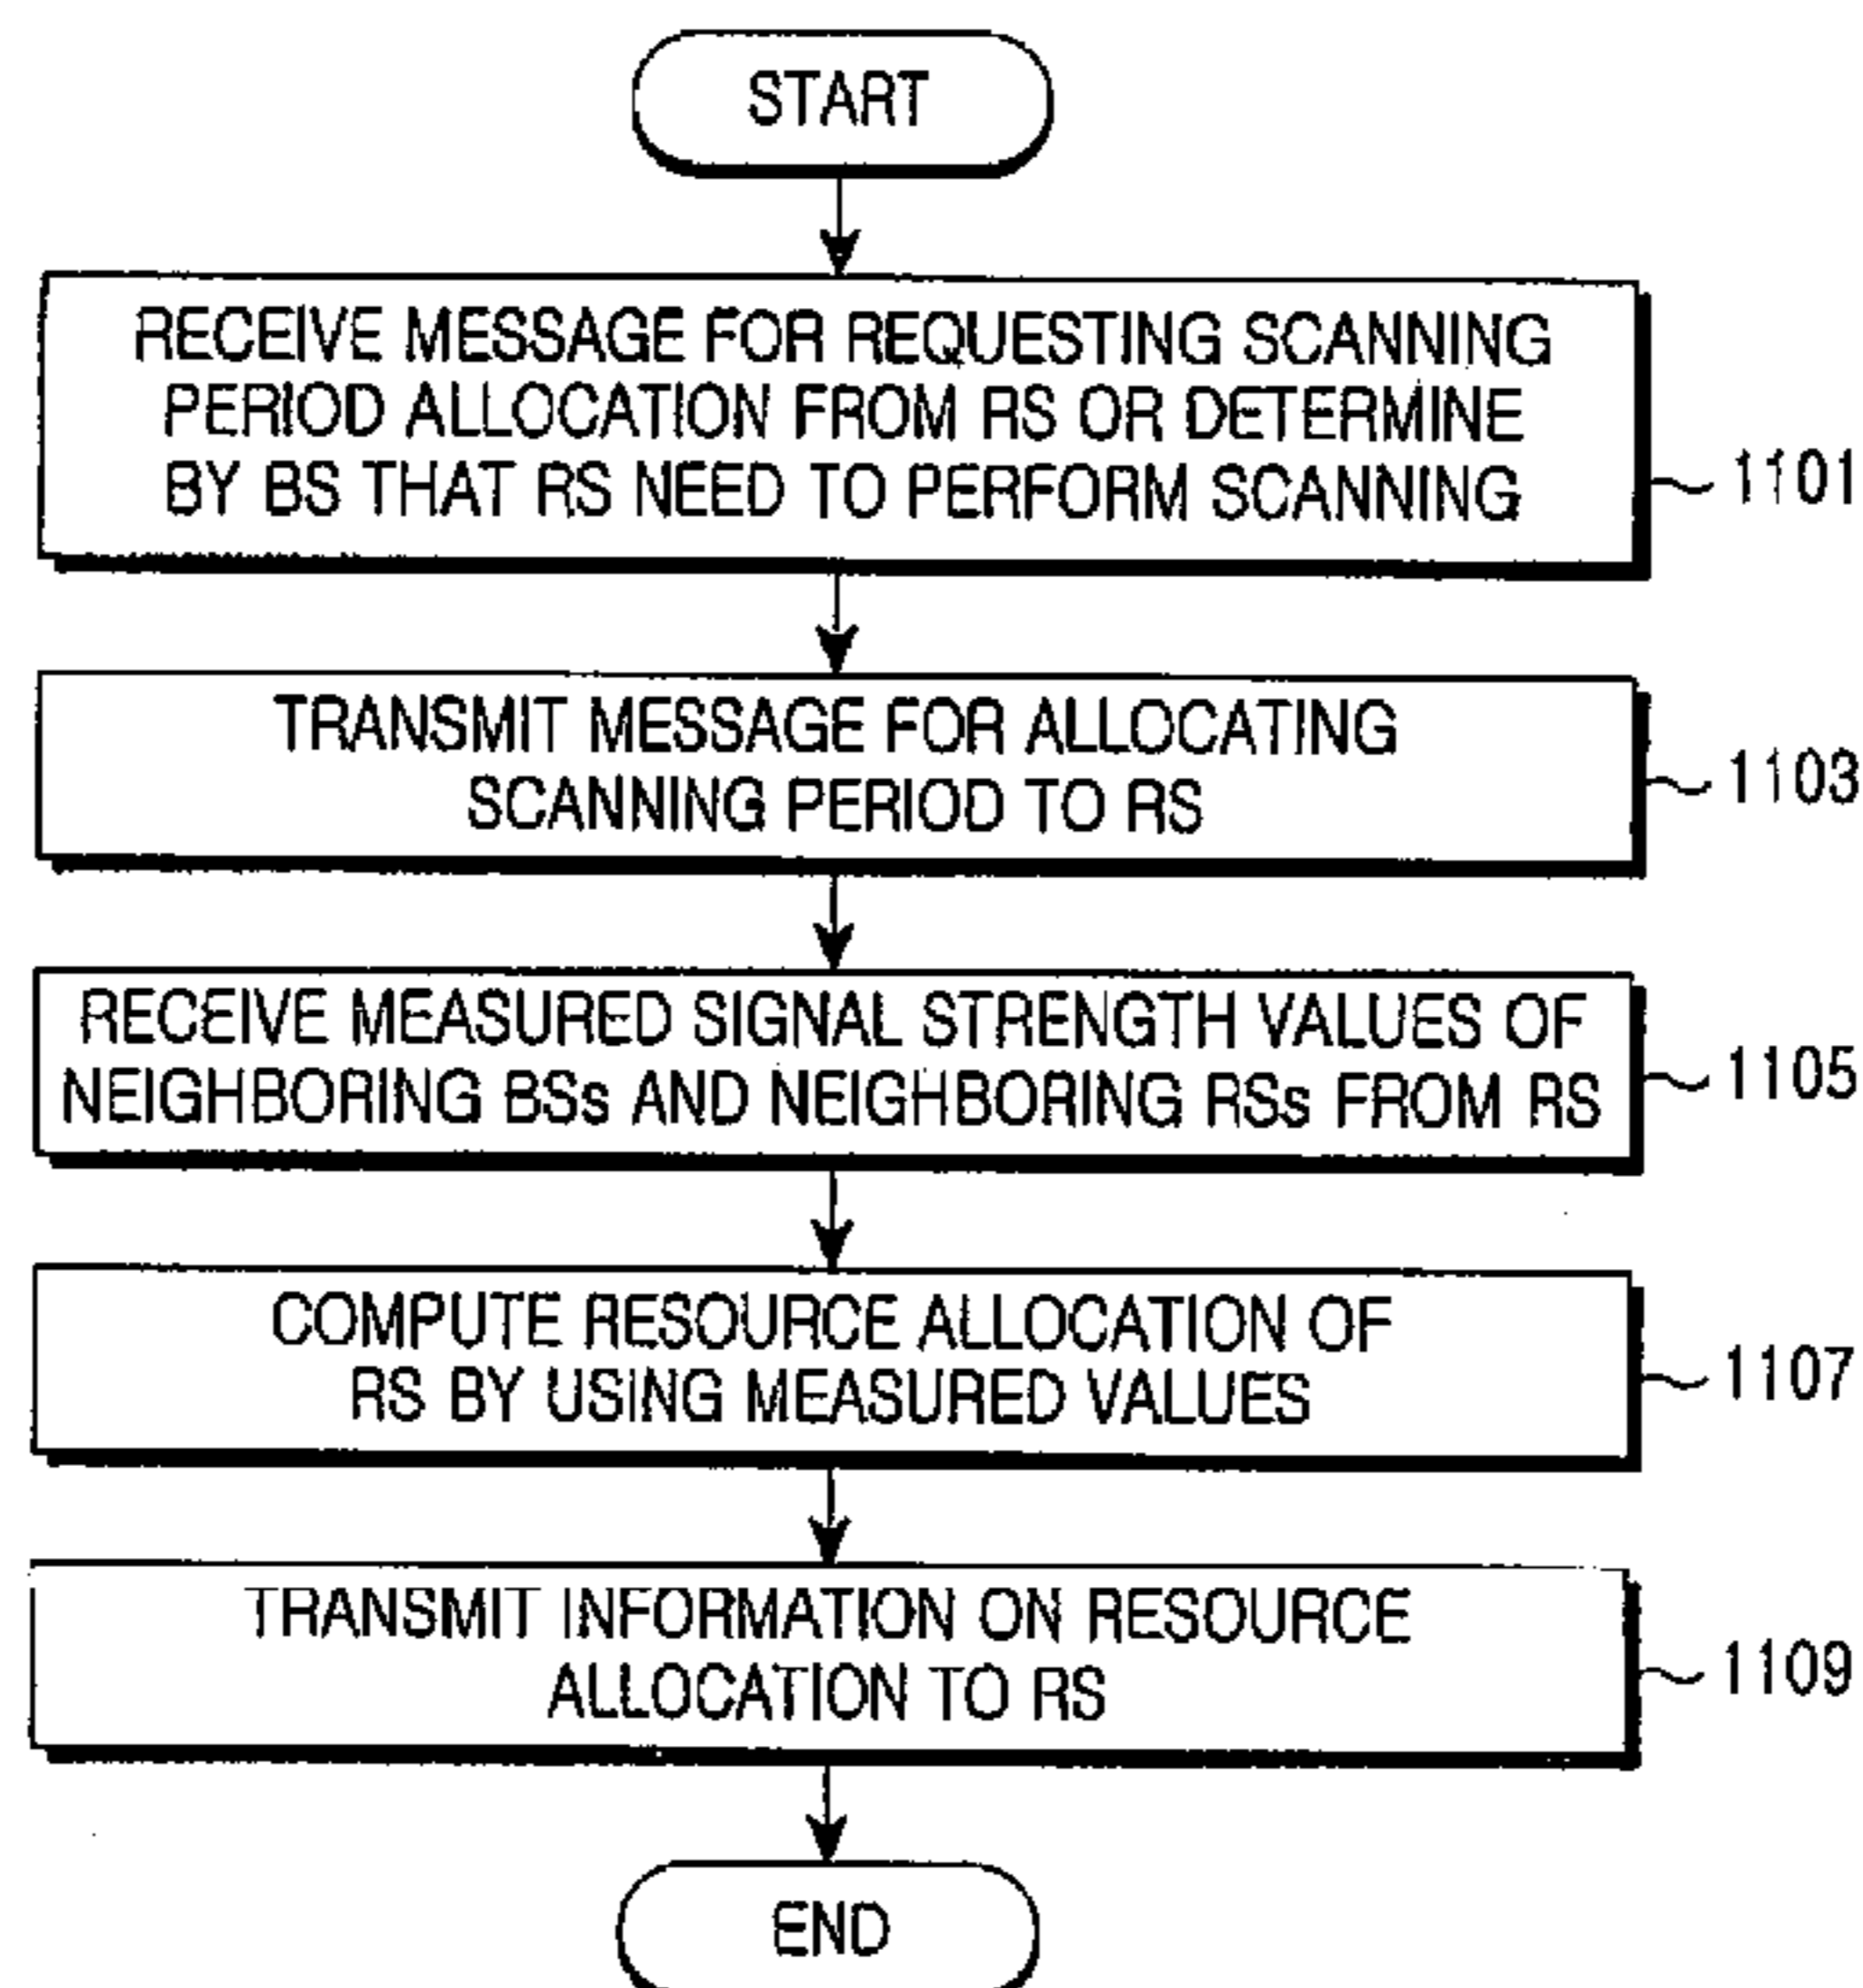 START
RECEIVE MESSAGE FOR REQUESTING SCANNING
PERIOD ALLOCATION FROM RS OR DETERMINE
BY BS THAT RS NEED TO PERFORM SCANNING
1101
TRANSMIT MESSAGE FOR ALLOCATING
SCANNING PERIOD TO RS
1103
RECEIVE MEASURED SIGNAL STRENGTH VALUES OF
NEIGHBORING BSs AND NEIGHBORING RSs FROM RS
1105
COMPUTE RESOURCE ALLOCATION OF
RS BY USING MEASURED VALUES
1107
TRANSMIT INFORMATION ON RESOURCE
ALLOCATION TO RS
1109
END